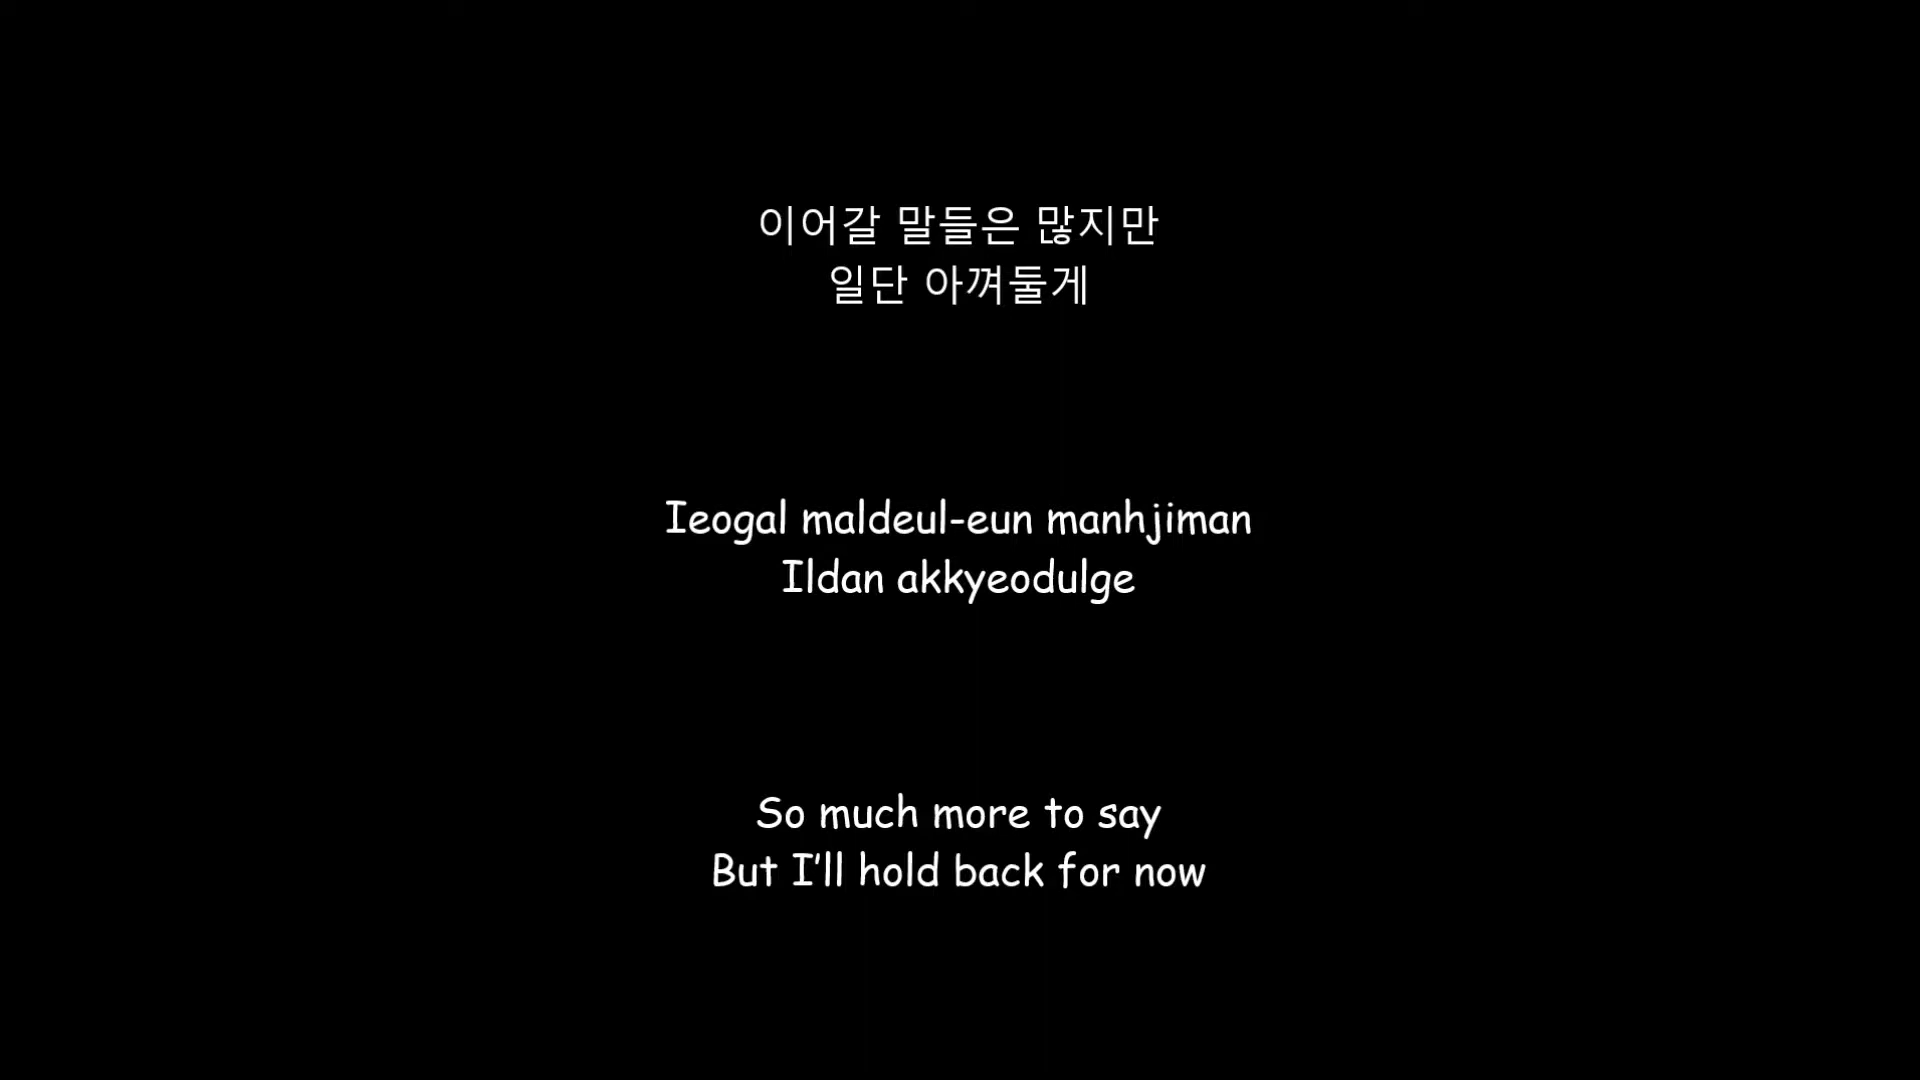 이어갈 말들은 많지만
일단 아껴둘게
Ieogal maldeul-eun manhjiman
Ildan akkyeodulge
So much more to say
But I'll hold back for now